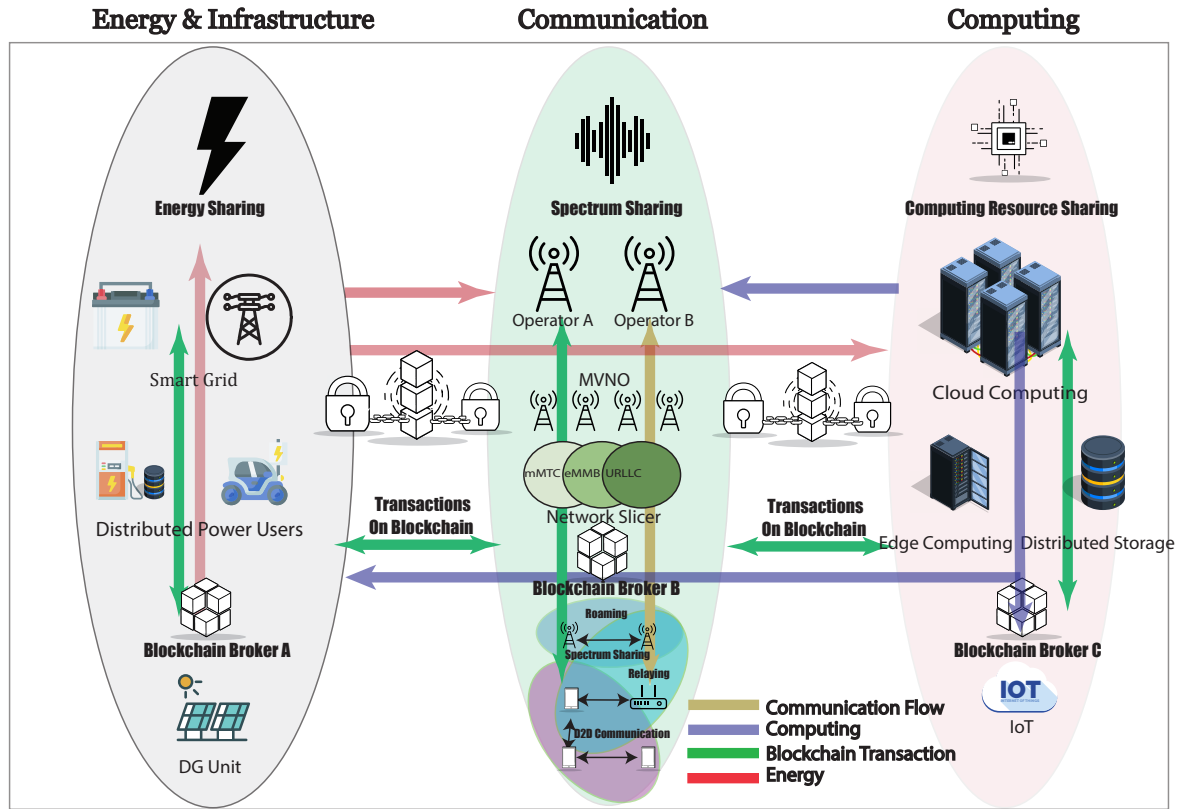 Energy & Infrastructure
Communication
Computing
Energy Sharing
Spectrum Sharing
Computing Resource Sharing
Operator A
Operator B
Smart Grid
MVNO
Cloud Computing
mMTC
eMMB
URLLC
Network Slicer
Distributed Power Users
Transactions
On Blockchain
Transactions
On Blockchain
Edge Computing
Distributed Storage
Blockchain Broker A
Blockchain Broker B
Blockchain Broker C
Roaming
Spectrum Sharing
Relaying
D2D Communication
DG Unit
IOT
INTERNET OF THINGS
IoT
Communication Flow
Computing
Blockchain Transaction
Energy